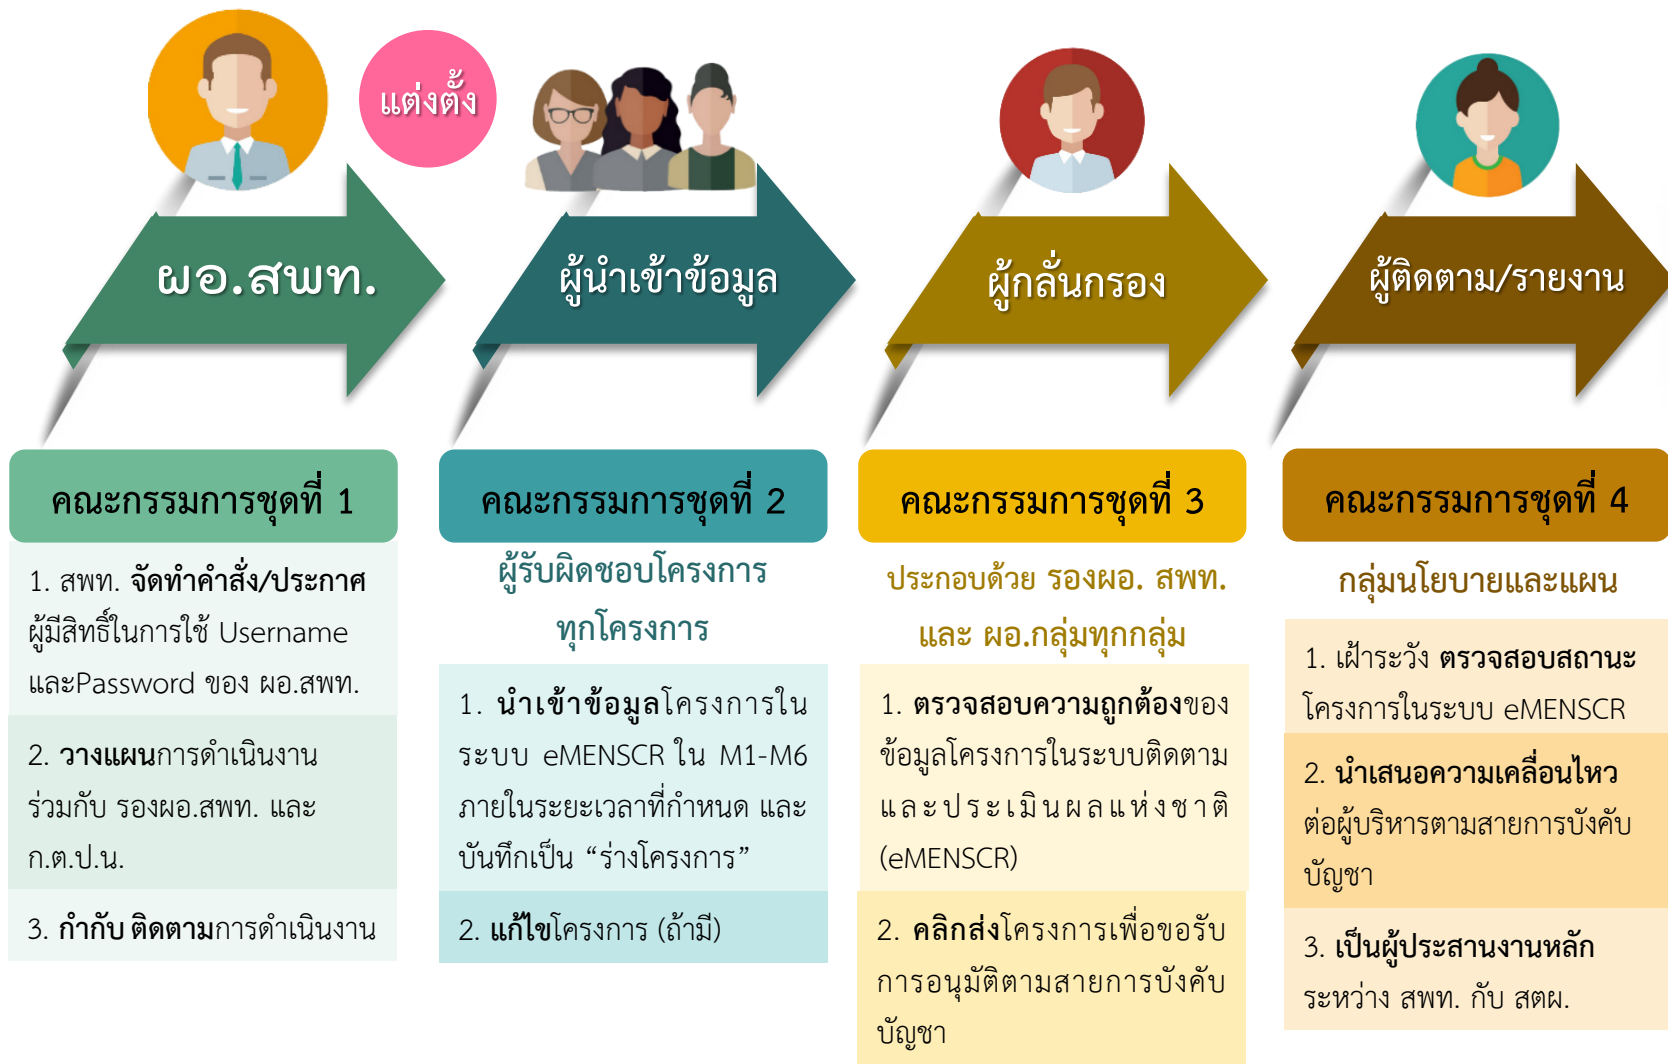 แต่งตั้ง
ผอ.สพท.
ผู้นำเข้าข้อมูล
ผู้กลั่นกรอง
ผู้ติดตาม/รายงาน
คณะกรรมการชุดที่ 1
1. สพท. จัดทำคำสั่ง/ประกาศ
ผู้มีสิทธิ์ในการใช้ Username
และPassword ของ ผอ.สพท.
2. วางแผนการดำเนินงาน
ร่วมกับ รองผอ.สพท. และ
ก.ต.ป.น.
3. กำกับ ติดตามการดำเนินงาน
คณะกรรมการชุดที่ 2
ผู้รับผิดชอบโครงการ
ทุกโครงการ
1. นำเข้าข้อมูลโครงการใน
ระบบ eMENSCR ใน M1-M6
ภายในระยะเวลาที่กำหนด และ
บันทึกเป็น “ร่างโครงการ”
2. แก้ไขโครงการ (ถ้ามี)
คณะกรรมการชุดที่ 3
ประกอบด้วย รองผอ. สพท.
และ ผอ.กลุ่มทุกกลุ่ม
1. ตรวจสอบความถูกต้องของ
ข้อมูลโครงการในระบบติดตาม
และประเมินผลแห่งชาติ
(eMENSCR)
2. คลิกส่งโครงการเพื่อขอรับ
การอนุมัติตามสายการบังคับ
บัญชา
คณะกรรมการชุดที่ 4
กลุ่มนโยบายและแผน
1. เฝ้าระวัง ตรวจสอบสถานะ
โครงการในระบบ eMENSCR
2. นำเสนอความเคลื่อนไหว
ต่อผู้บริหารตามสายการบังคับ
บัญชา
3. เป็นผู้ประสานงานหลัก
ระหว่าง สพท. กับ สตผ.